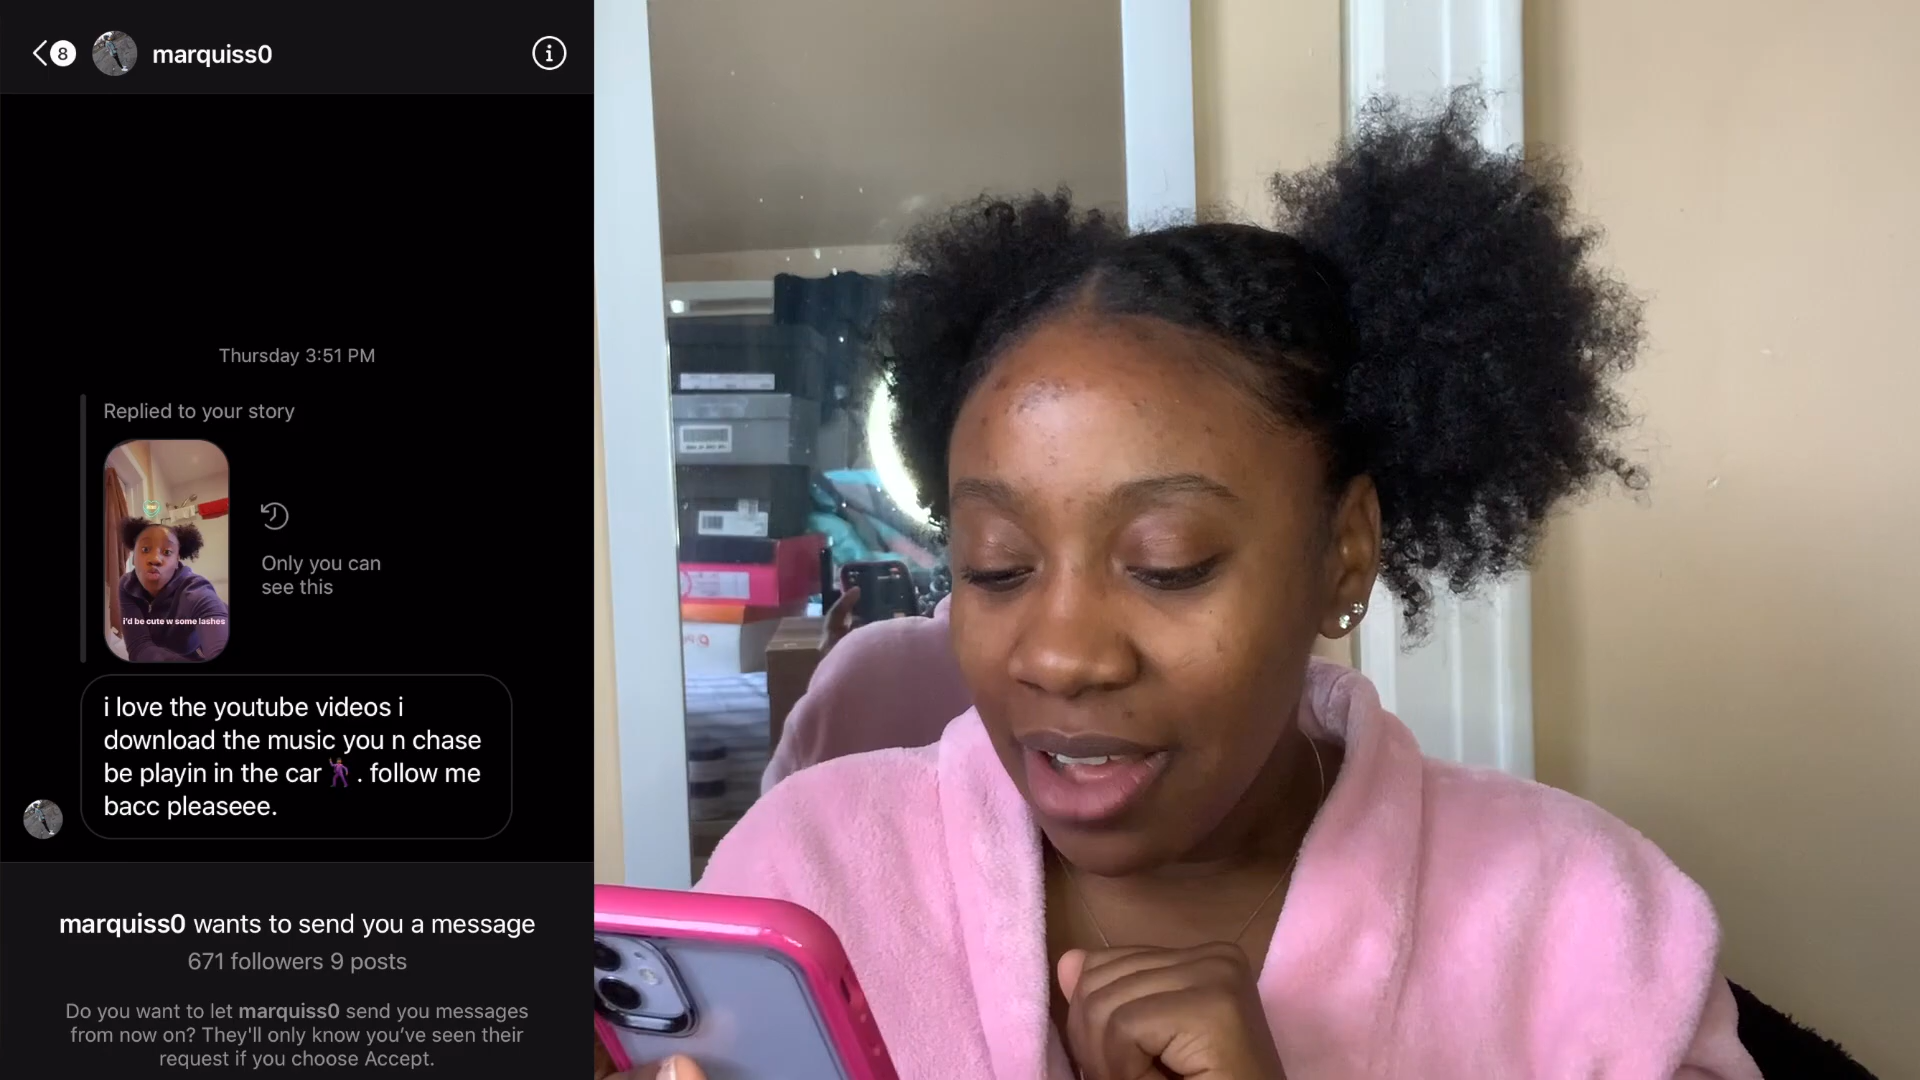 8
marquiss0
Thursday 3:51 PM
Replied to your story
i'd be cute w some lashes
Only you can
see this
i love the youtube videos i
download the music you n chase
be playin in the car🕺🏾. follow me
bacc pleaseee.
marquiss0 wants to send you a message
671 followers 9 posts
Do you want to let marquiss0 send you messages
from now on? They'll only know you’ve seen their
request if you choose Accept.